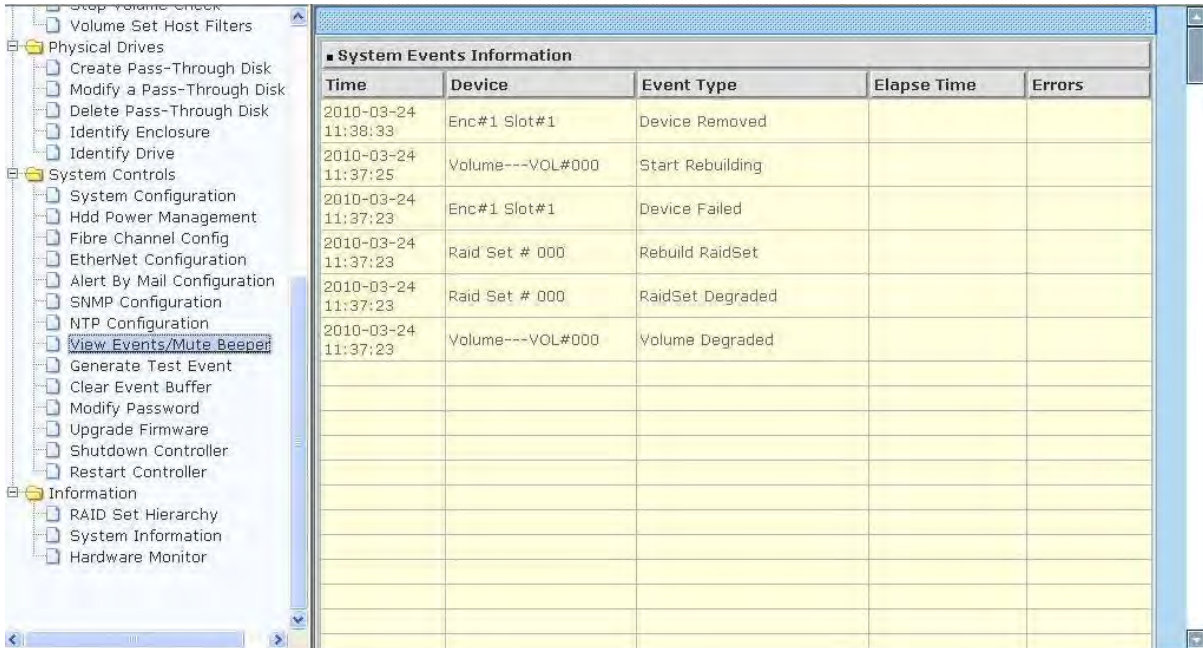 Stop Volume Check
Volume Set Host Filters
Physical Drives
Create Pass-Through Disk
Modify a Pass-Through Disk
Delete Pass-Through Disk
Identify Enclosure
Identify Drive
System Controls
System Configuration
Hdd Power Management
Fibre Channel Config
EtherNet Configuration
Alert By Mail Configuration
SNMP Configuration
NTP Configuration
View Events/Mute Beeper
Generate Test Event
Clear Event Buffer
Modify Password
Upgrade Firmware
Shutdown Controller
Restart Controller
Information
RAID Set Hierarchy
System Information
Hardware Monitor
System Events Information
Time Device Event Type Elapse Time Errors
2010-03-24
11:38:33 Enc#1 Slot#1 Device Removed
2010-03-24
11:37:25 Volume---VOL#000 Start Rebuilding
2010-03-24
11:37:23 Enc#1 Slot#1 Device Failed
2010-03-24
11:37:23 Raid Set # 000 Rebuild RaidSet
2010-03-24
11:37:23 Raid Set # 000 RaidSet Degraded
2010-03-24
11:37:23 Volume---VOL#000 Volume Degraded